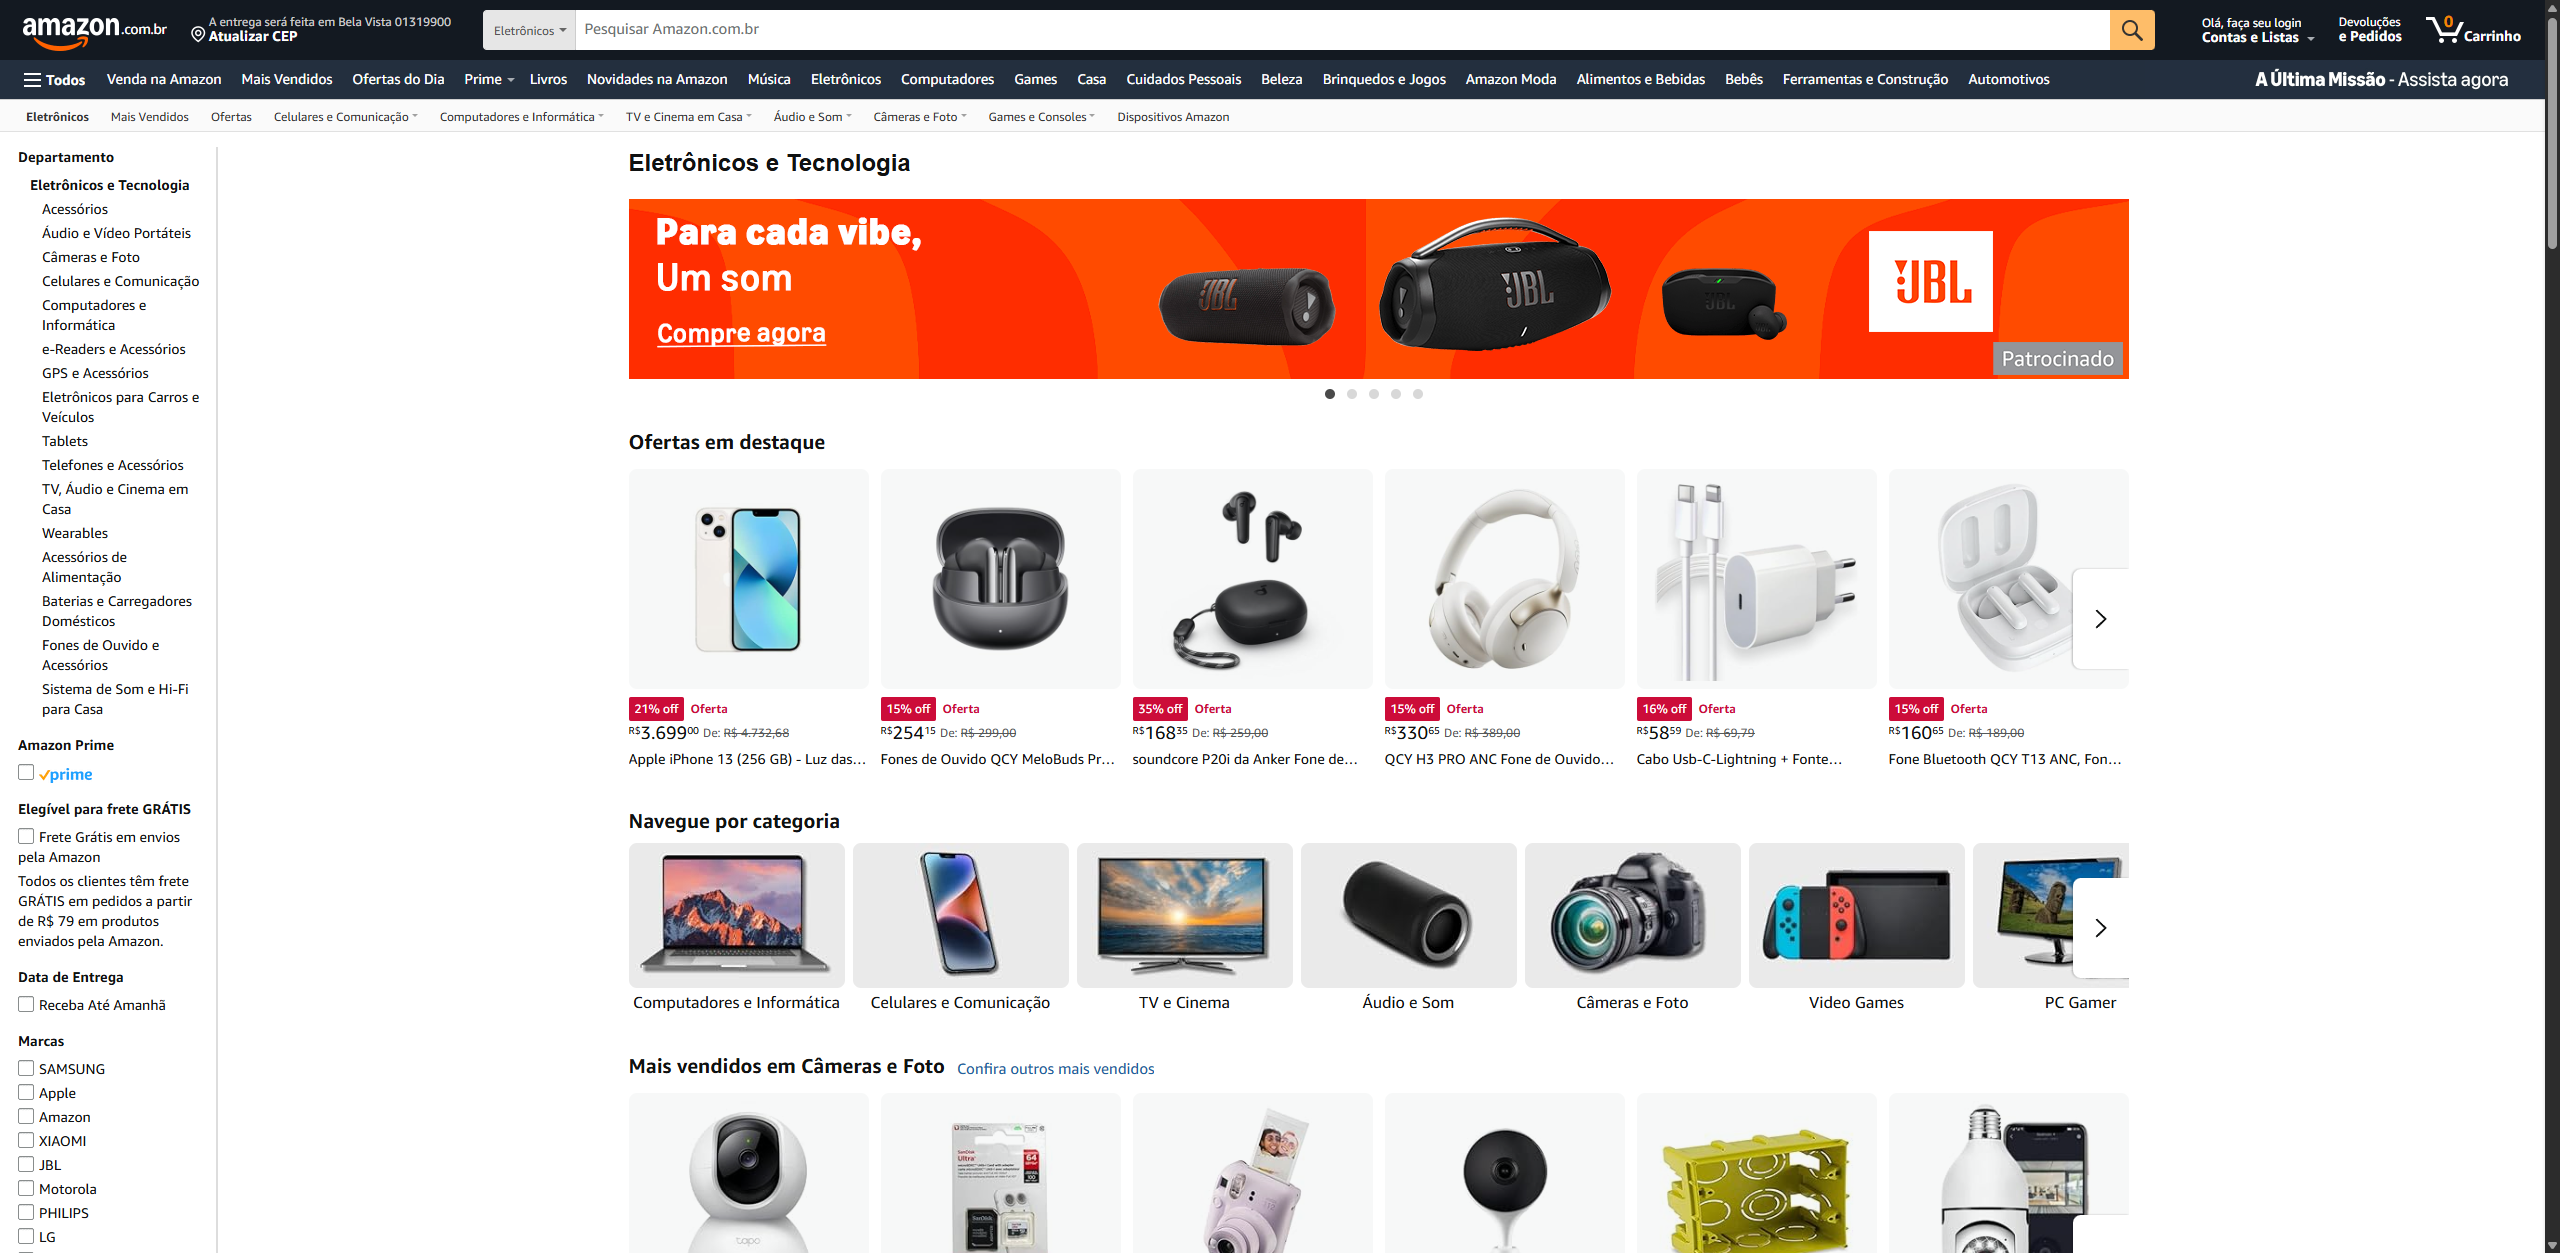 amazon.com.br
A entrega será feita em Bela Vista 01319900
Atualizar CEP
Eletrônicos
Pesquisar Amazon.com.br
Olá, faça seu login
Contas e Listas
Devoluções
e Pedidos
0
Carrinho
Todos
Venda na Amazon
Mais Vendidos
Ofertas do Dia
Prime
Livros
Novidades na Amazon
Música
Eletrônicos
Computadores
Games
Casa
Cuidados Pessoais
Beleza
Brinquedos e Jogos
Amazon Moda
Alimentos e Bebidas
Bebês
Ferramentas e Construção
Automotivos
A Última Missão - Assista agora
Eletrônicos
Mais Vendidos
Ofertas
Celulares e Comunicação
Computadores e Informática
TV e Cinema em Casa
Áudio e Som
Câmeras e Foto
Games e Consoles
Dispositivos Amazon
Departamento
Eletrônicos e Tecnologia
Acessórios
Áudio e Vídeo Portáteis
Câmeras e Foto
Celulares e Comunicação
Computadores e
Informática
e-Readers e Acessórios
GPS e Acessórios
Eletrônicos para Carros e
Veículos
Tablets
Telefones e Acessórios
TV, Áudio e Cinema em
Casa
Wearables
Acessórios de
Alimentação
Baterias e Carregadores
Domésticos
Fones de Ouvido e
Acessórios
Sistema de Som e Hi-Fi
para Casa
Amazon Prime
prime
Elegível para frete GRÁTIS
Frete Grátis em envios
pela Amazon
Todos os clientes têm frete
GRÁTIS em pedidos a partir
de R$ 79 em produtos
enviados pela Amazon.
Data de Entrega
Receba Até Amanhã
Marcas
SAMSUNG
Apple
Amazon
XIAOMI
JBL
Motorola
PHILIPS
LG
Eletrônicos e Tecnologia
Para cada vibe,
Um som
Compre agora
JBL
JBL
JBL
JBL
Patrocinado
Ofertas em destaque
21% off Oferta
R$3.69900 De: R$ 4.732,68
Apple iPhone 13 (256 GB) - Luz das…
15% off Oferta
R$25415 De: R$ 299,00
Fones de Ouvido QCY MeloBuds Pr…
35% off Oferta
R$16835 De: R$ 259,00
soundcore P20i da Anker Fone de…
15% off Oferta
R$33065 De: R$ 389,00
QCY H3 PRO ANC Fone de Ouvido…
16% off Oferta
R$5859 De: R$ 69,79
Cabo Usb-C-Lightning + Fonte…
15% off Oferta
R$16065 De: R$ 189,00
Fone Bluetooth QCY T13 ANC, Fon…
Navegue por categoria
Computadores e Informática
Celulares e Comunicação
TV e Cinema
Áudio e Som
Câmeras e Foto
Video Games
PC Gamer
Mais vendidos em Câmeras e Foto
Confira outros mais vendidos
tapo
SanDisk
Ultra
64
SanDisk